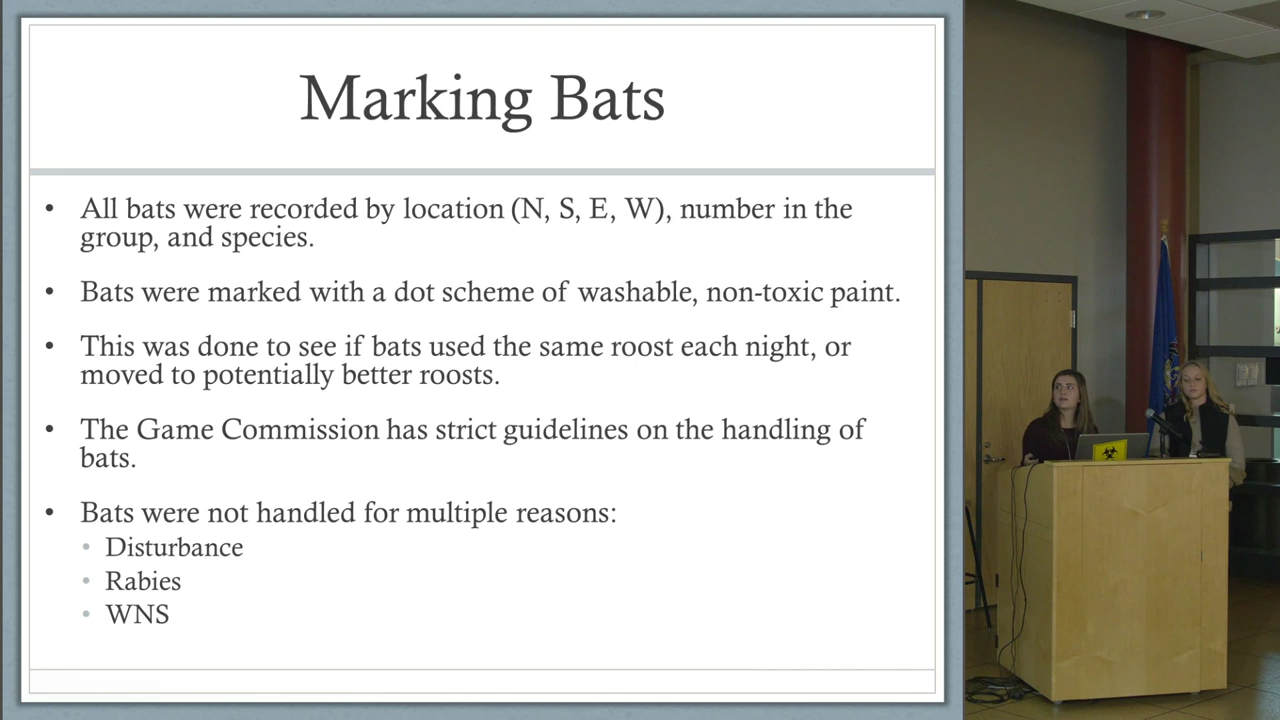 Marking Bats
• All bats were recorded by location (N, S, E, W), number in the
group, and species.
• Bats were marked with a dot scheme of washable, non-toxic paint.
• This was done to see if bats used the same roost each night, or
moved to potentially better roosts.
• The Game Commission has strict guidelines on the handling of
bats.
• Bats were not handled for multiple reasons:
• Disturbance
• Rabies
• WNS